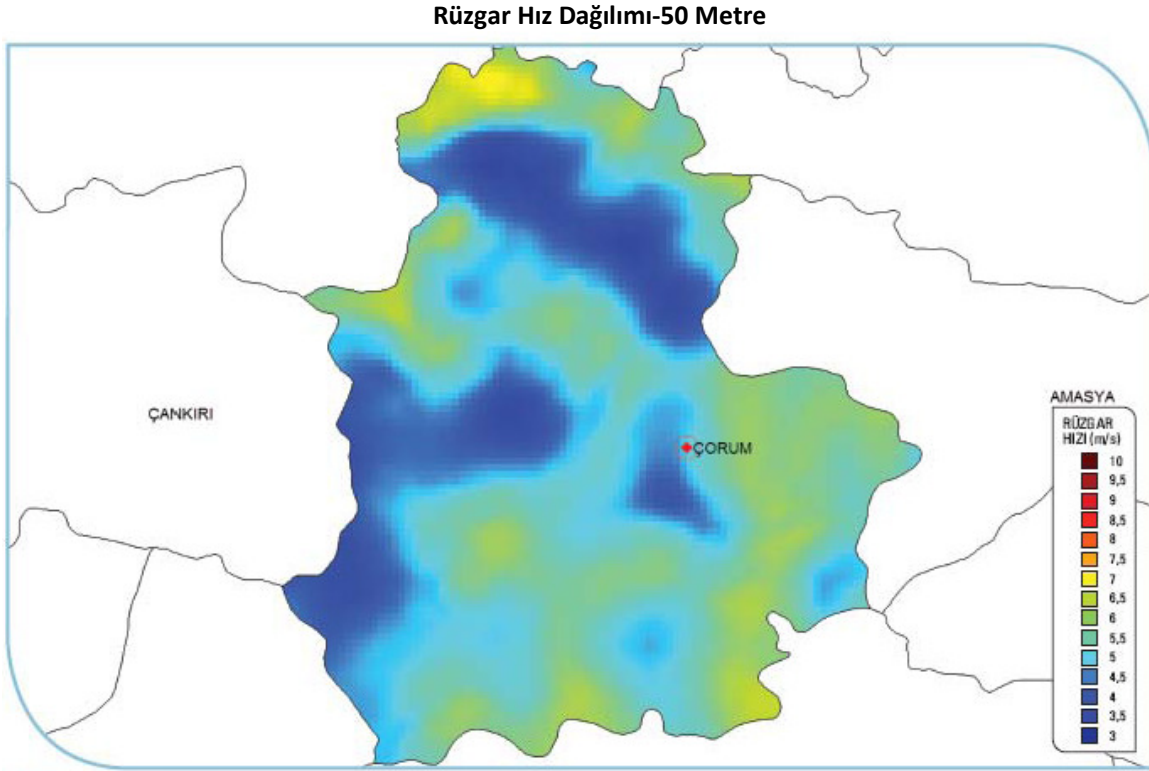 Rüzgar Hız Dağılımı-50 Metre
ÇANKIRI
ÇORUM
AMASYA
RÜZGAR
HIZI (m/s)
10
9,5
9
8,5
8
7,5
7
6,5
6
5,5
5
4,5
4
3,5
3